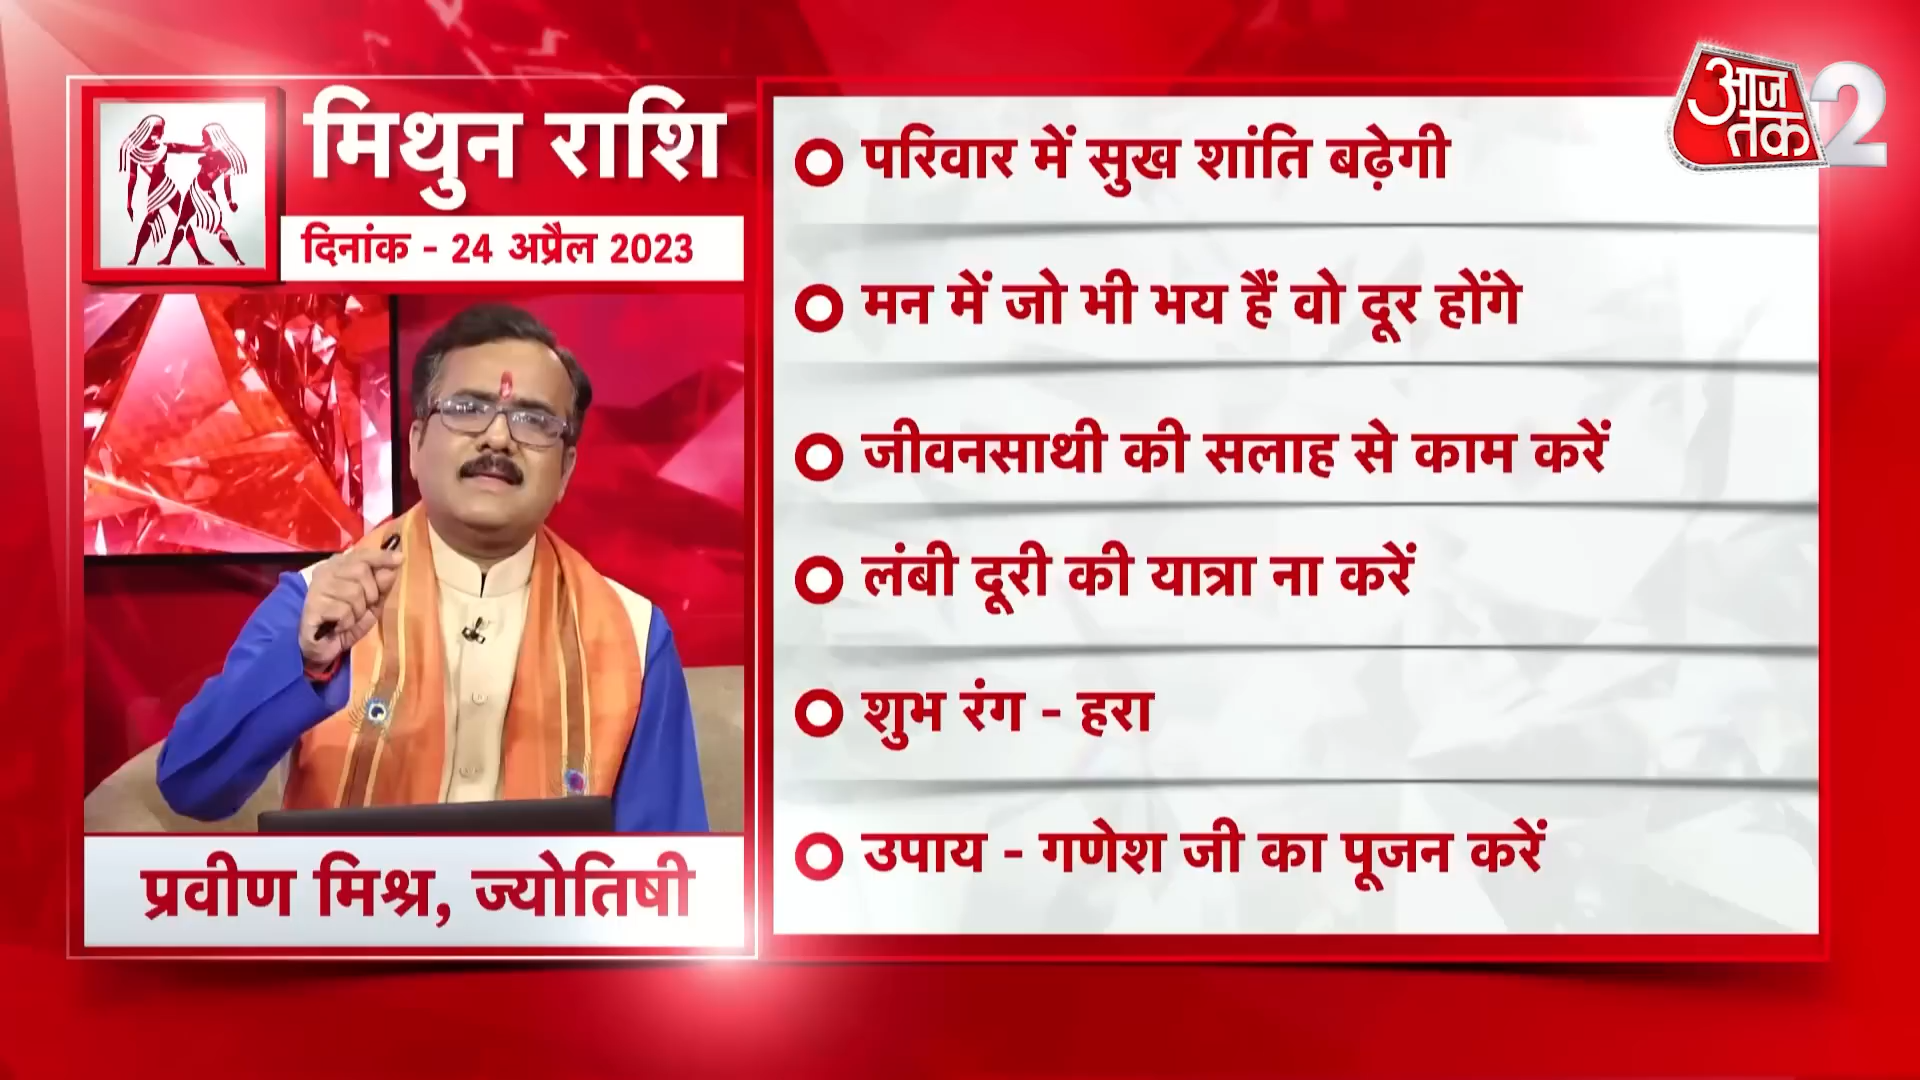 मिथुन राशि
दिनांक - 24 अप्रैल 2023
प्रवीण मिश्र, ज्योतिषी
आज
तक
2
परिवार में सुख शांति बढ़ेगी
मन में जो भी भय हैं वो दूर होंगे
जीवनसाथी की सलाह से काम करें
लंबी दूरी की यात्रा ना करें
शुभ रंग - हरा
उपाय - गणेश जी का पूजन करें